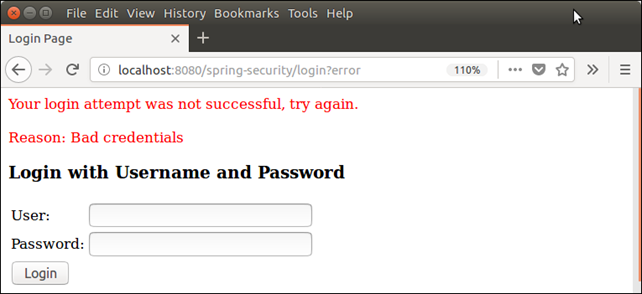 File Edit View History Bookmarks Tools Help
Login Page
localhost:8080/spring-security/login?error 110%
Your login attempt was not successful, try again.
Reason: Bad credentials
Login with Username and Password
User:
Password:
Login